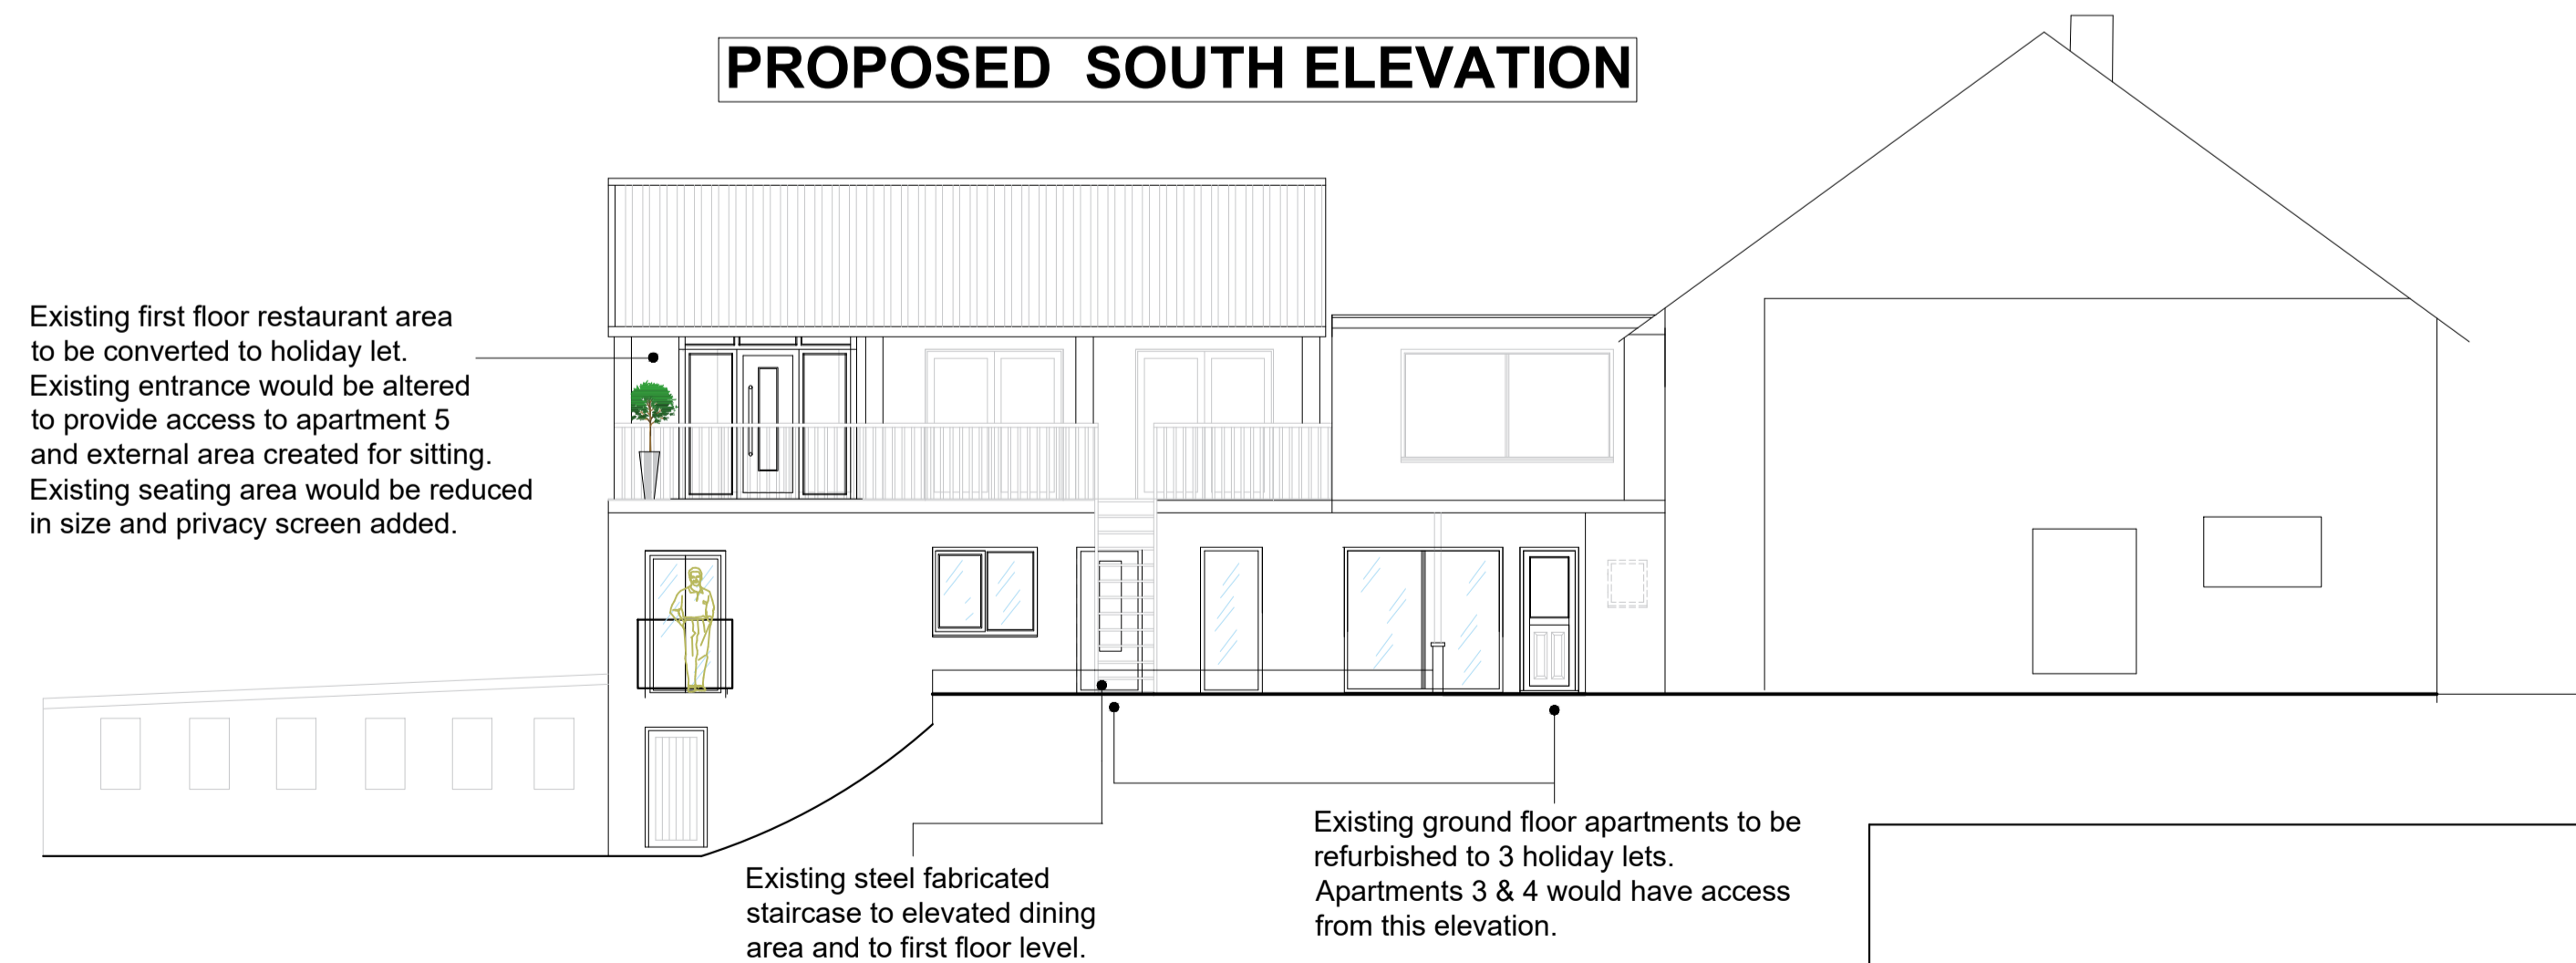 PROPOSED SOUTH ELEVATION
Existing first floor restaurant area
to be converted to holiday let.
Existing entrance would be altered
to provide access to apartment 5
and external area created for sitting.
Existing seating area would be reduced
in size and privacy screen added.
Existing steel fabricated
staircase to elevated dining
area and to first floor level.
Existing ground floor apartments to be
refurbished to 3 holiday lets.
Apartments 3 & 4 would have access
from this elevation.